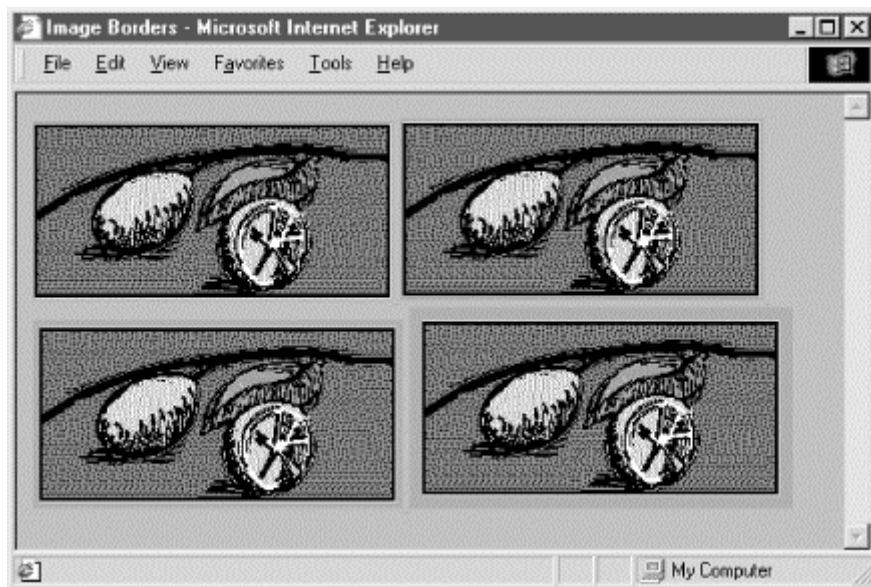 Image Borders - Microsoft Internet Explorer
File Edit View Favorites Tools Help
My Computer